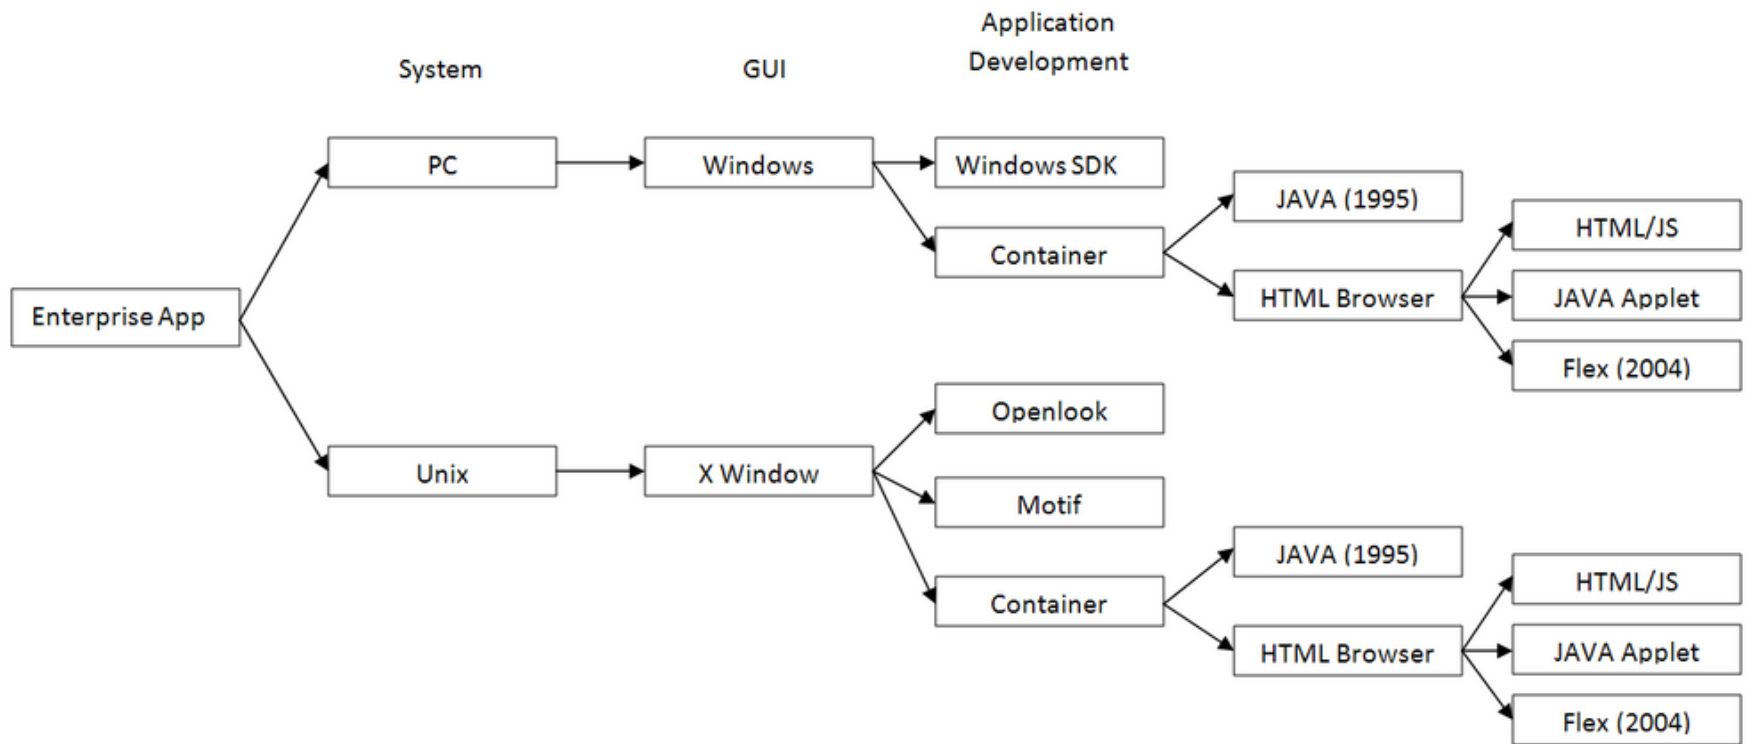 Application
Development
System
GUI
PC
Windows
Windows SDK
JAVA (1995)
HTML/JS
Container
HTML Browser
JAVA Applet
Enterprise App
Flex (2004)
Openlook
Unix
X Window
Motif
JAVA (1995)
HTML/JS
Container
HTML Browser
JAVA Applet
Flex (2004)